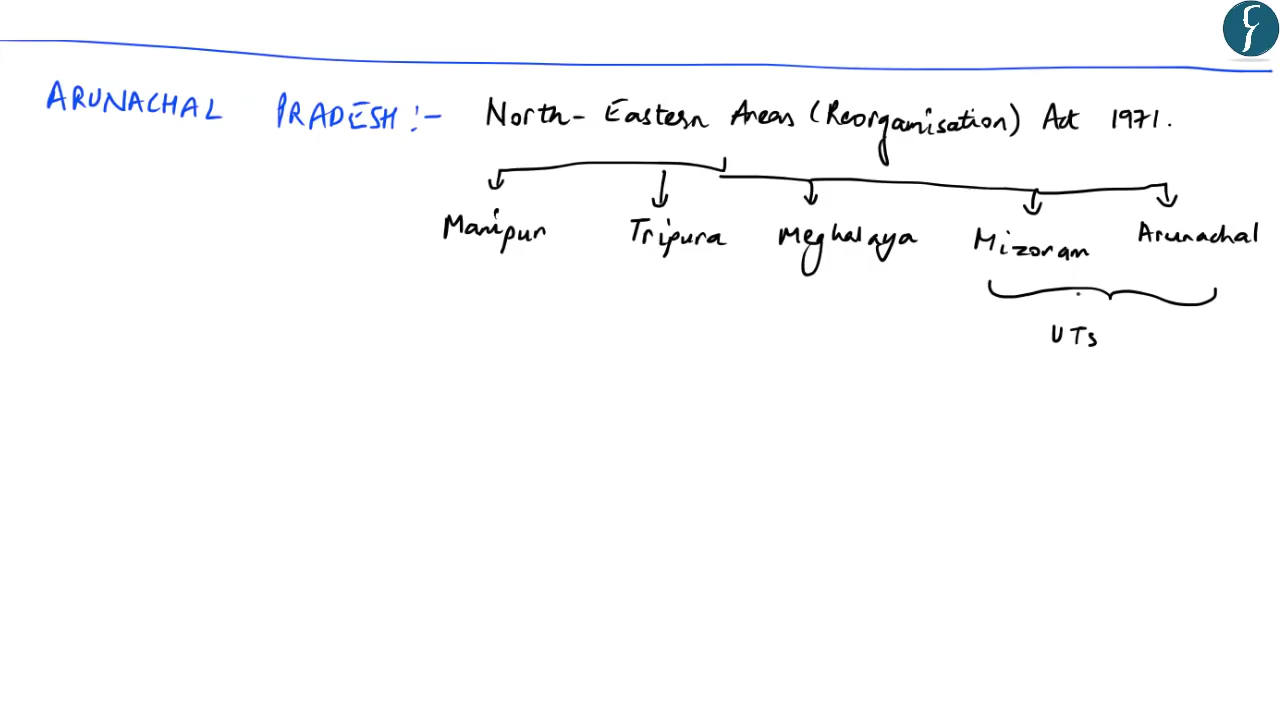 ARUNACHAL PRADESH :- North-Eastern Areas (Reorganisation) Act 1971.
Manipur Tripura Meghalaya Mizoram Arunachal
UTs